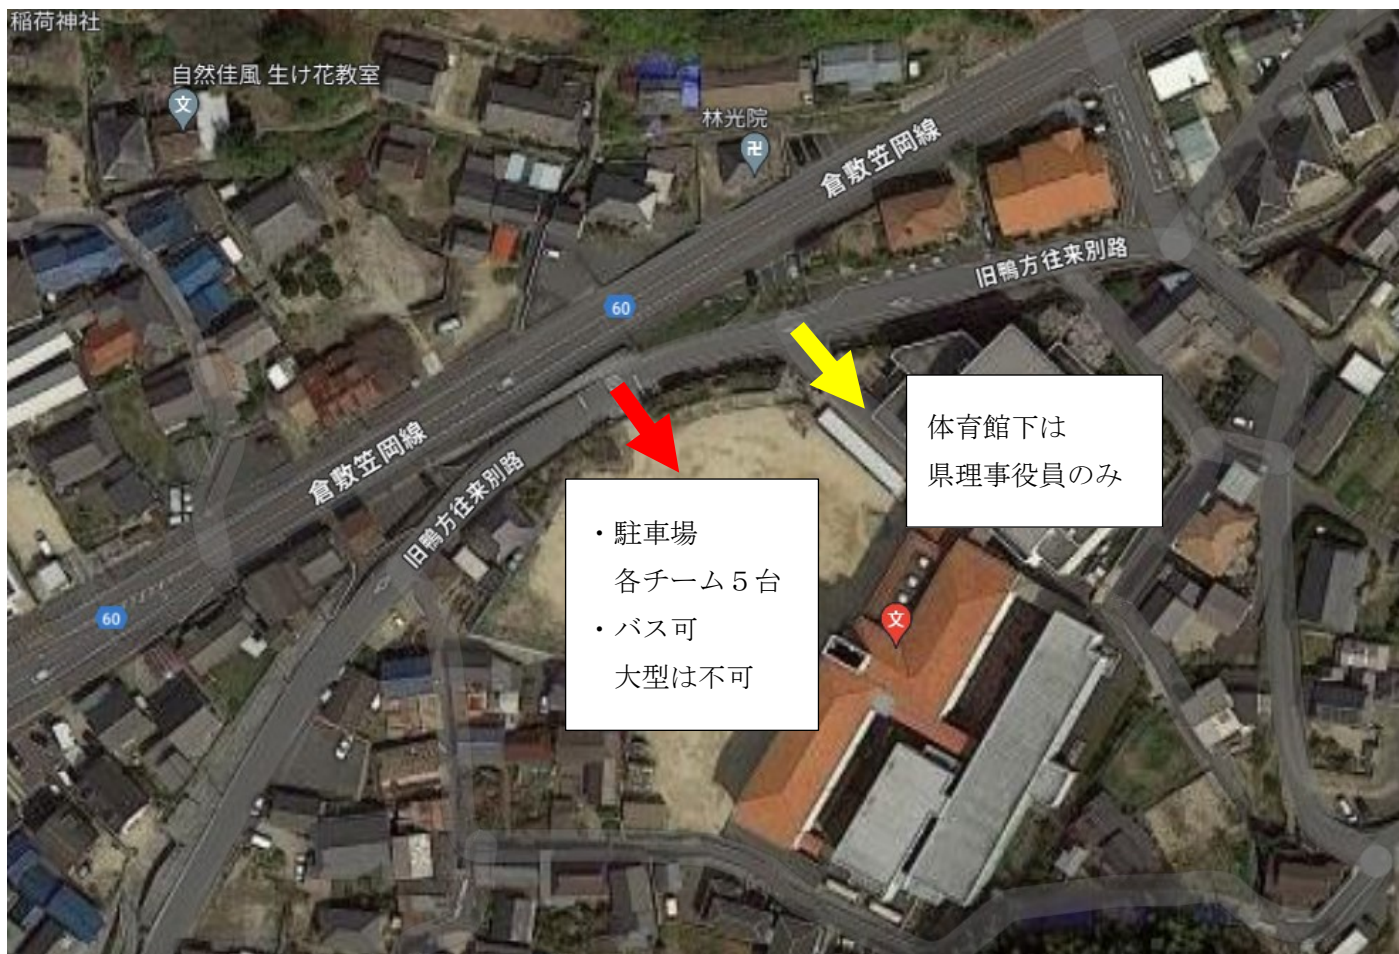 稲荷神社
自然佳風 生け花教室
文
林光院
卍
倉敷笠岡線
旧鴨方往来別路
60
体育館下は
県理事役員のみ
倉敷笠岡線
旧鴨方往来別路
・駐車場
各チーム５台
・バス可
大型は不可
60
文